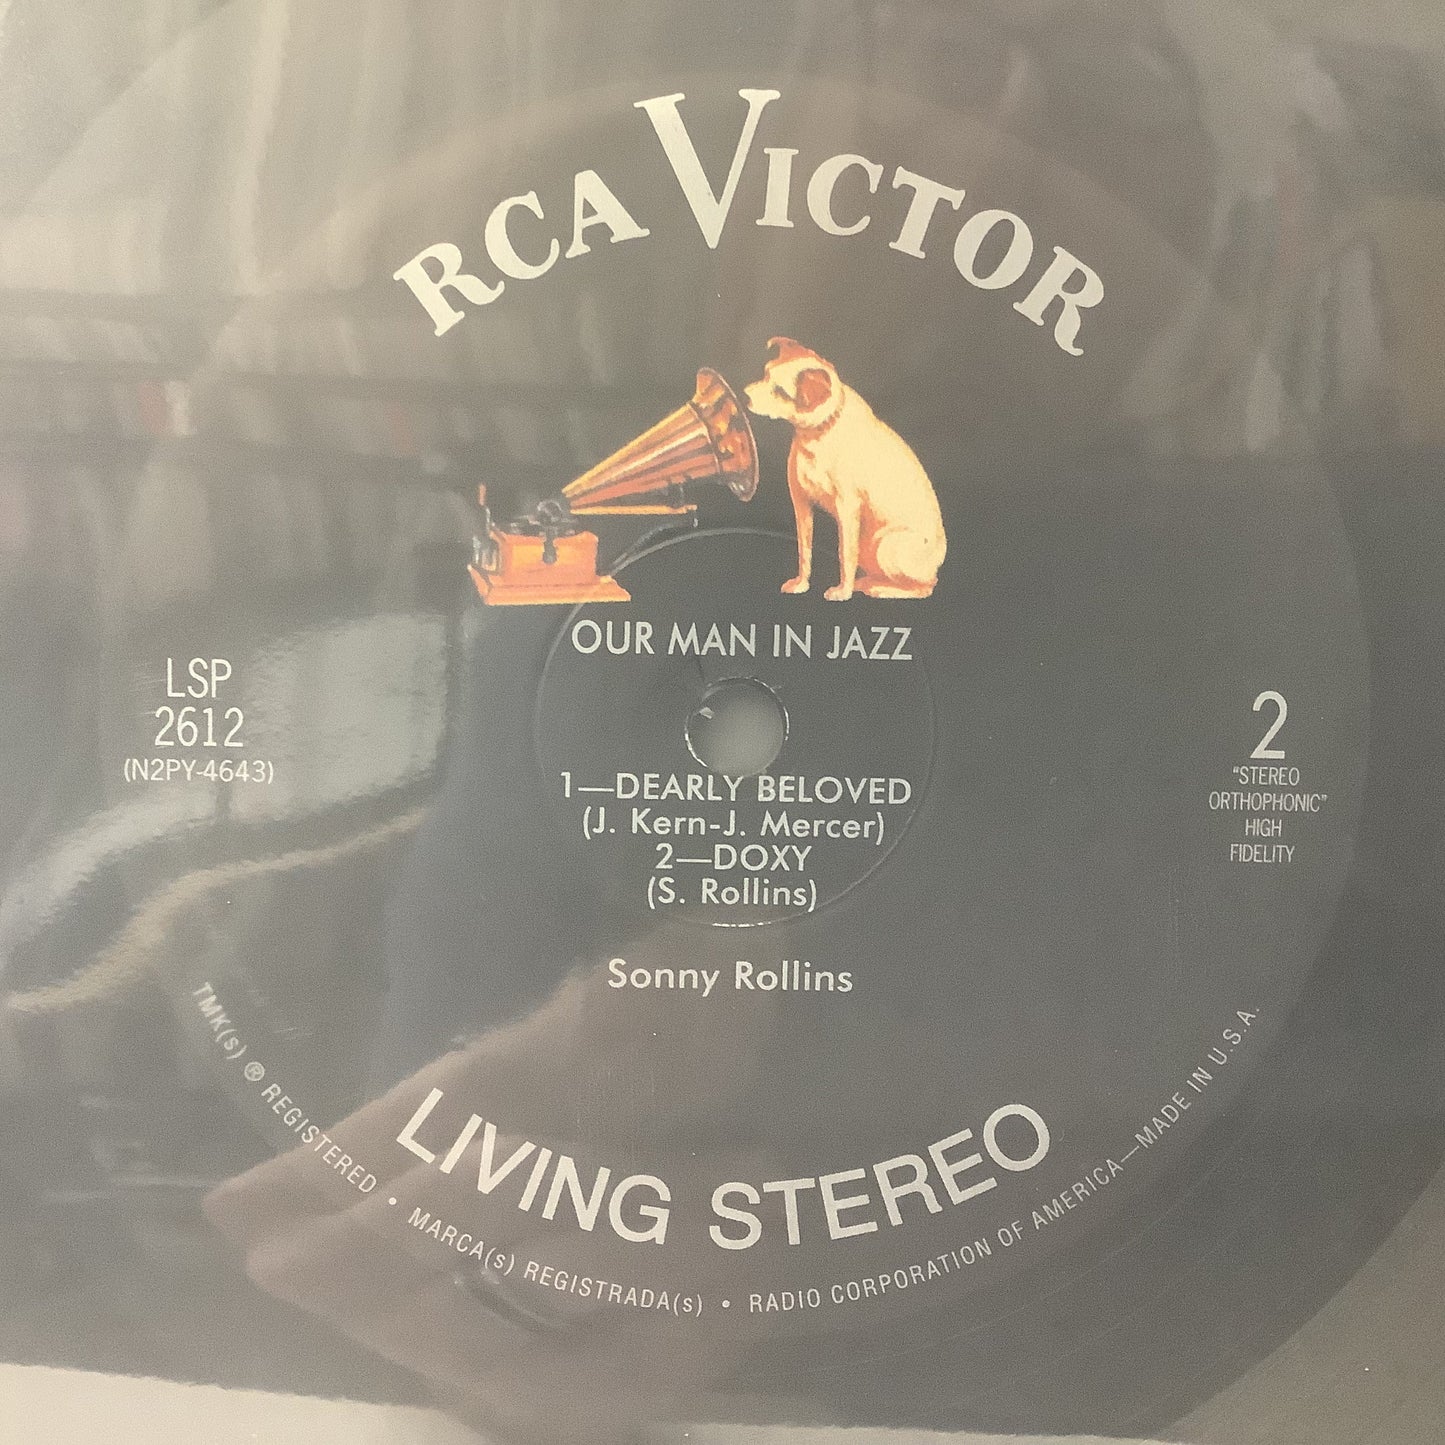 RCA VICTOR
OUR MAN IN JAZZ
LSP
2612
(N2PY-4643)
2
"STEREO
ORTHOPHONIC"
HIGH
FIDELITY
1—DEARLY BELOVED
(J. Kern-J. Mercer)
2—DOXY
(S. Rollins)
Sonny Rollins
LIVING STEREO
TMK(s) ® REGISTERED • MARCA(s) REGISTRADA(s) • RADIO CORPORATION OF AMERICA—MADE IN U.S.A.